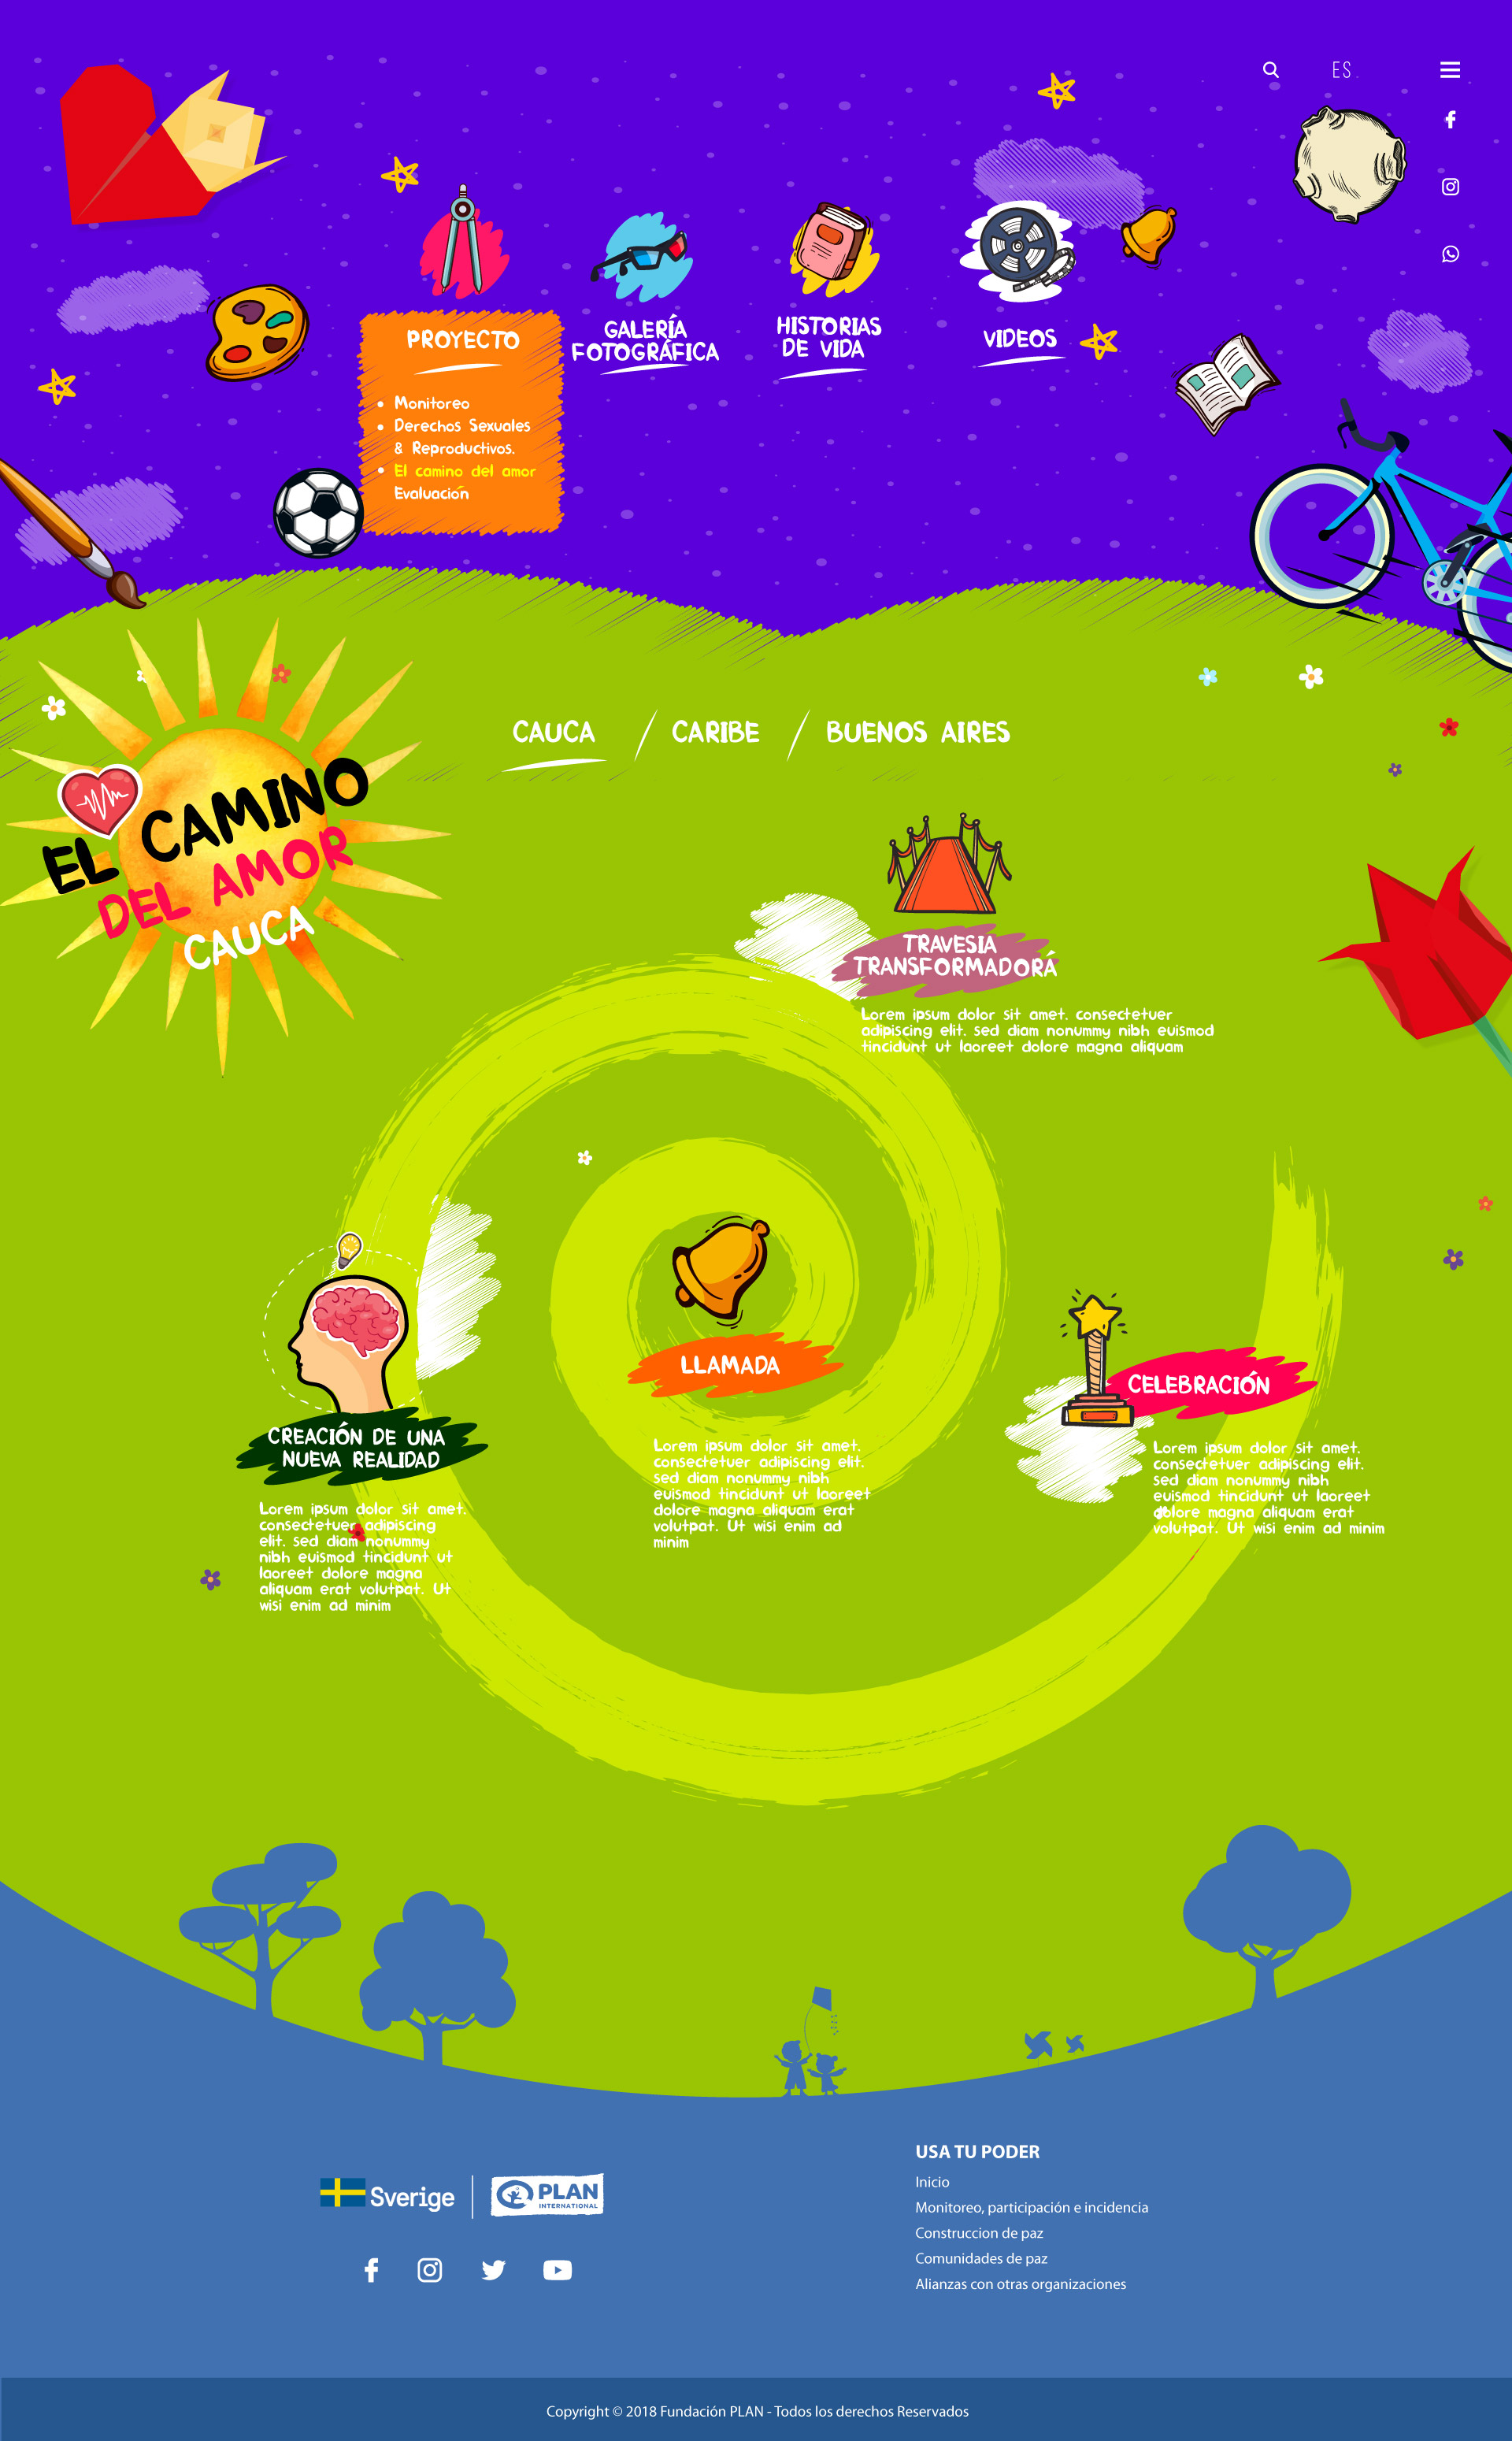 ES
PROYECTO
• Monitoreo
• Derechos Sexuales
& Reproductivos.
• El camino del amor
Evaluación
GALERÍA
FOTOGRÁFICA
HISTORIAS
DE VIDA
VIDEOS
CAUCA / CARIBE / BUENOS AIRES
EL CAMINO
DEL AMOR
CAUCA
TRAVESIA
TRANSFORMADORÁ
Lorem ipsum dolor sit amet. consectetuer
adipiscing elit. sed diam nonummy nibh euismod
tincidunt ut laoreet dolore magna aliquam
LLAMADA
Lorem ipsum dolor sit amet.
consectetuer adipiscing elit.
sed diam nonummy nibh
euismod tincidunt ut laoreet
dolore magna aliquam erat
volutpat. Ut wisi enim ad
minim
CELEBRACIÓN
Lorem ipsum dolor sit amet.
consectetuer adipiscing elit.
sed diam nonummy nibh
euismod tincidunt ut laoreet
dolore magna aliquam erat
volutpat. Ut wisi enim ad minim
CREACIÓN DE UNA
NUEVA REALIDAD
Lorem ipsum dolor sit amet.
consectetuer adipiscing
elit. sed diam nonummy
nibh euismod tincidunt ut
laoreet dolore magna
aliquam erat volutpat. Ut
wisi enim ad minim
Sverige
PLAN
INTERNATIONAL
USA TU PODER
Inicio
Monitoreo, participación e incidencia
Construccion de paz
Comunidades de paz
Alianzas con otras organizaciones
Copyright © 2018 Fundación PLAN - Todos los derechos Reservados